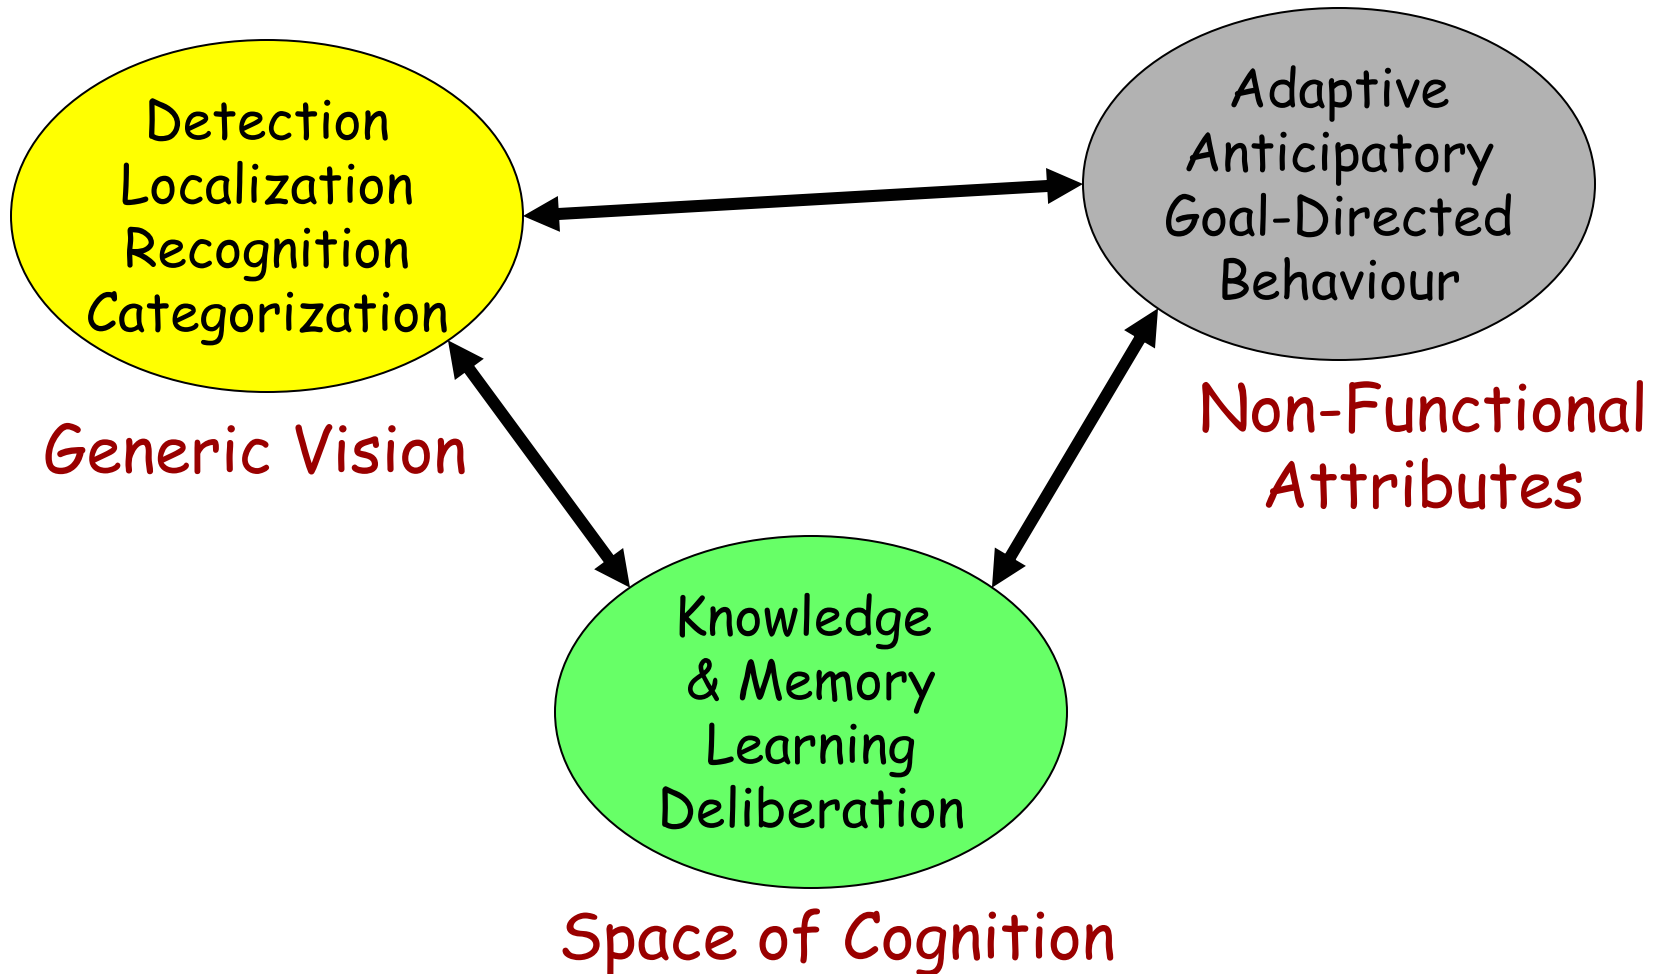 Detection
Localization
Recognition
Categorization
Generic Vision
Adaptive
Anticipatory
Goal-Directed
Behaviour
Non-Functional
Attributes
Knowledge
& Memory
Learning
Deliberation
Space of Cognition